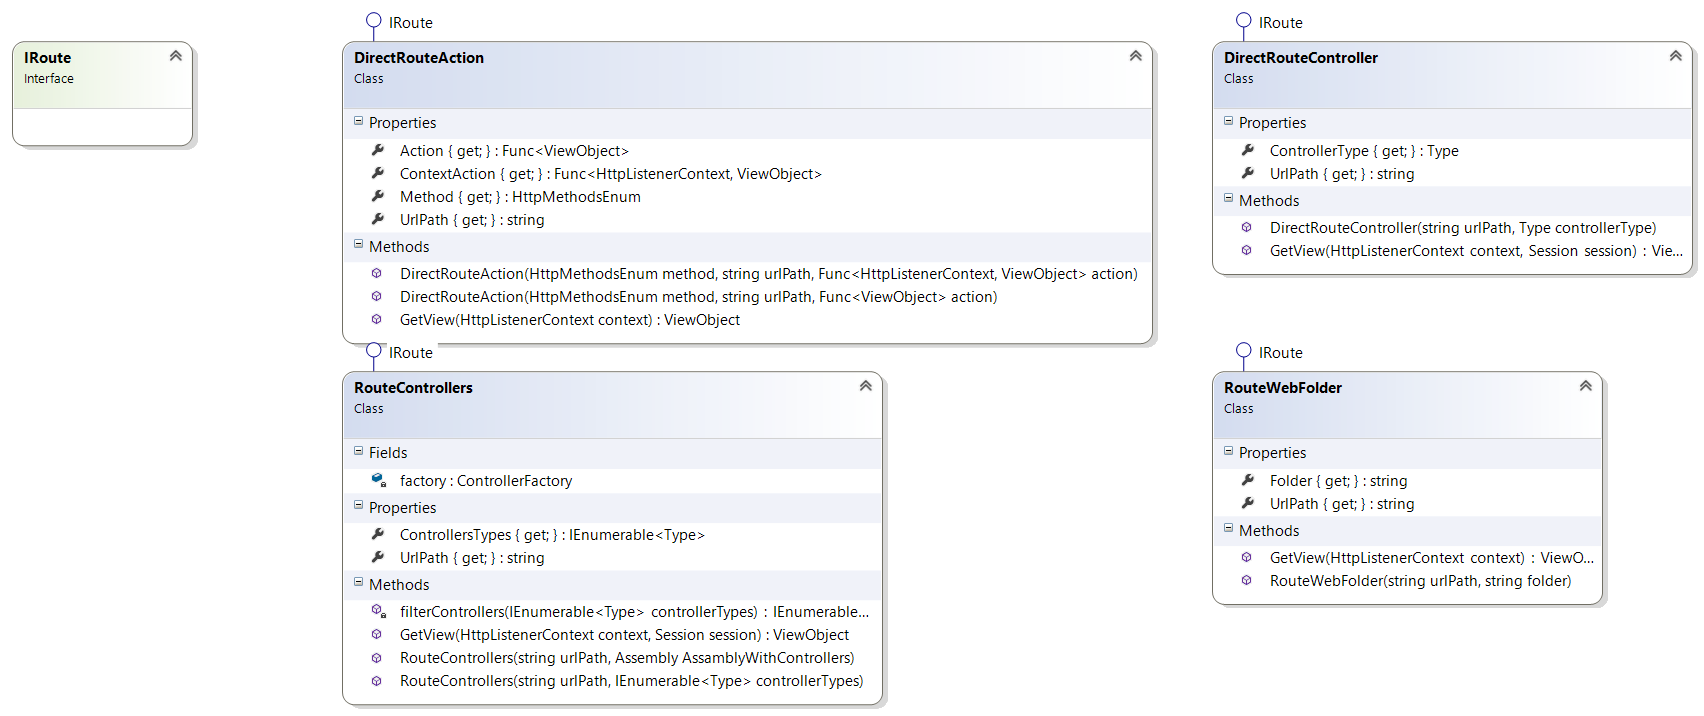 IRoute
Interface
IRoute
DirectRouteAction
Class
Properties
Action { get; } : Func<ViewObject>
ContextAction { get; } : Func<HttpListenerContext, ViewObject>
Method { get; } : HttpMethodsEnum
UrlPath { get; } : string
Methods
DirectRouteAction(HttpMethodsEnum method, string urlPath, Func<HttpListenerContext, ViewObject> action)
DirectRouteAction(HttpMethodsEnum method, string urlPath, Func<ViewObject> action)
GetView(HttpListenerContext context) : ViewObject
IRoute
DirectRouteController
Class
Properties
ControllerType { get; } : Type
UrlPath { get; } : string
Methods
DirectRouteController(string urlPath, Type controllerType)
GetView(HttpListenerContext context, Session session) : Vie...
IRoute
RouteControllers
Class
Fields
factory : ControllerFactory
Properties
ControllersTypes { get; } : IEnumerable<Type>
UrlPath { get; } : string
Methods
filterControllers(IEnumerable<Type> controllerTypes) : IEnumerable...
GetView(HttpListenerContext context, Session session) : ViewObject
RouteControllers(string urlPath, Assembly AssamblyWithControllers)
RouteControllers(string urlPath, IEnumerable<Type> controllerTypes)
IRoute
RouteWebFolder
Class
Properties
Folder { get; } : string
UrlPath { get; } : string
Methods
GetView(HttpListenerContext context) : ViewO...
RouteWebFolder(string urlPath, string folder)